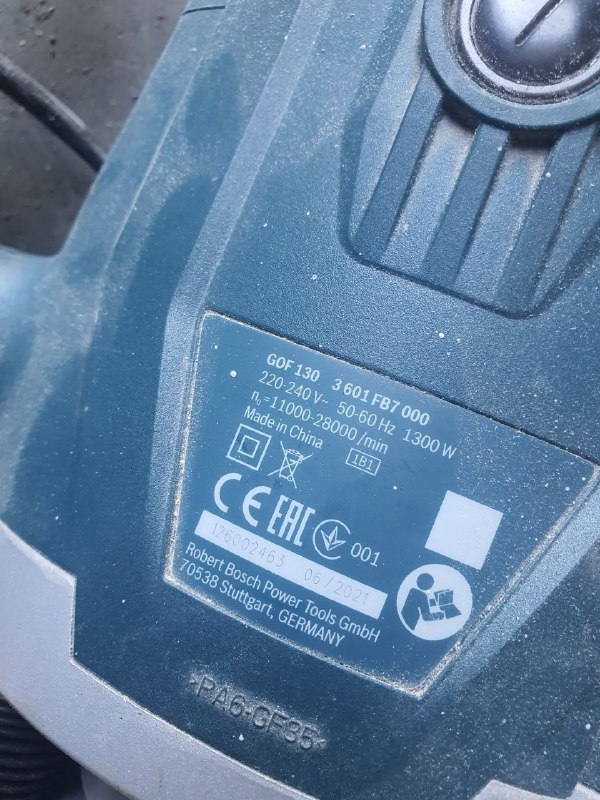 GOF 130 3 601 FB7 000
220-240 V~ 50-60 Hz 1300 W
n₀=11000-28000 /min
Made in China
1B1
CE EAC 001
126002463 06/2021
Robert Bosch Power Tools GmbH
70538 Stuttgart, GERMANY
>PA6-GF35<